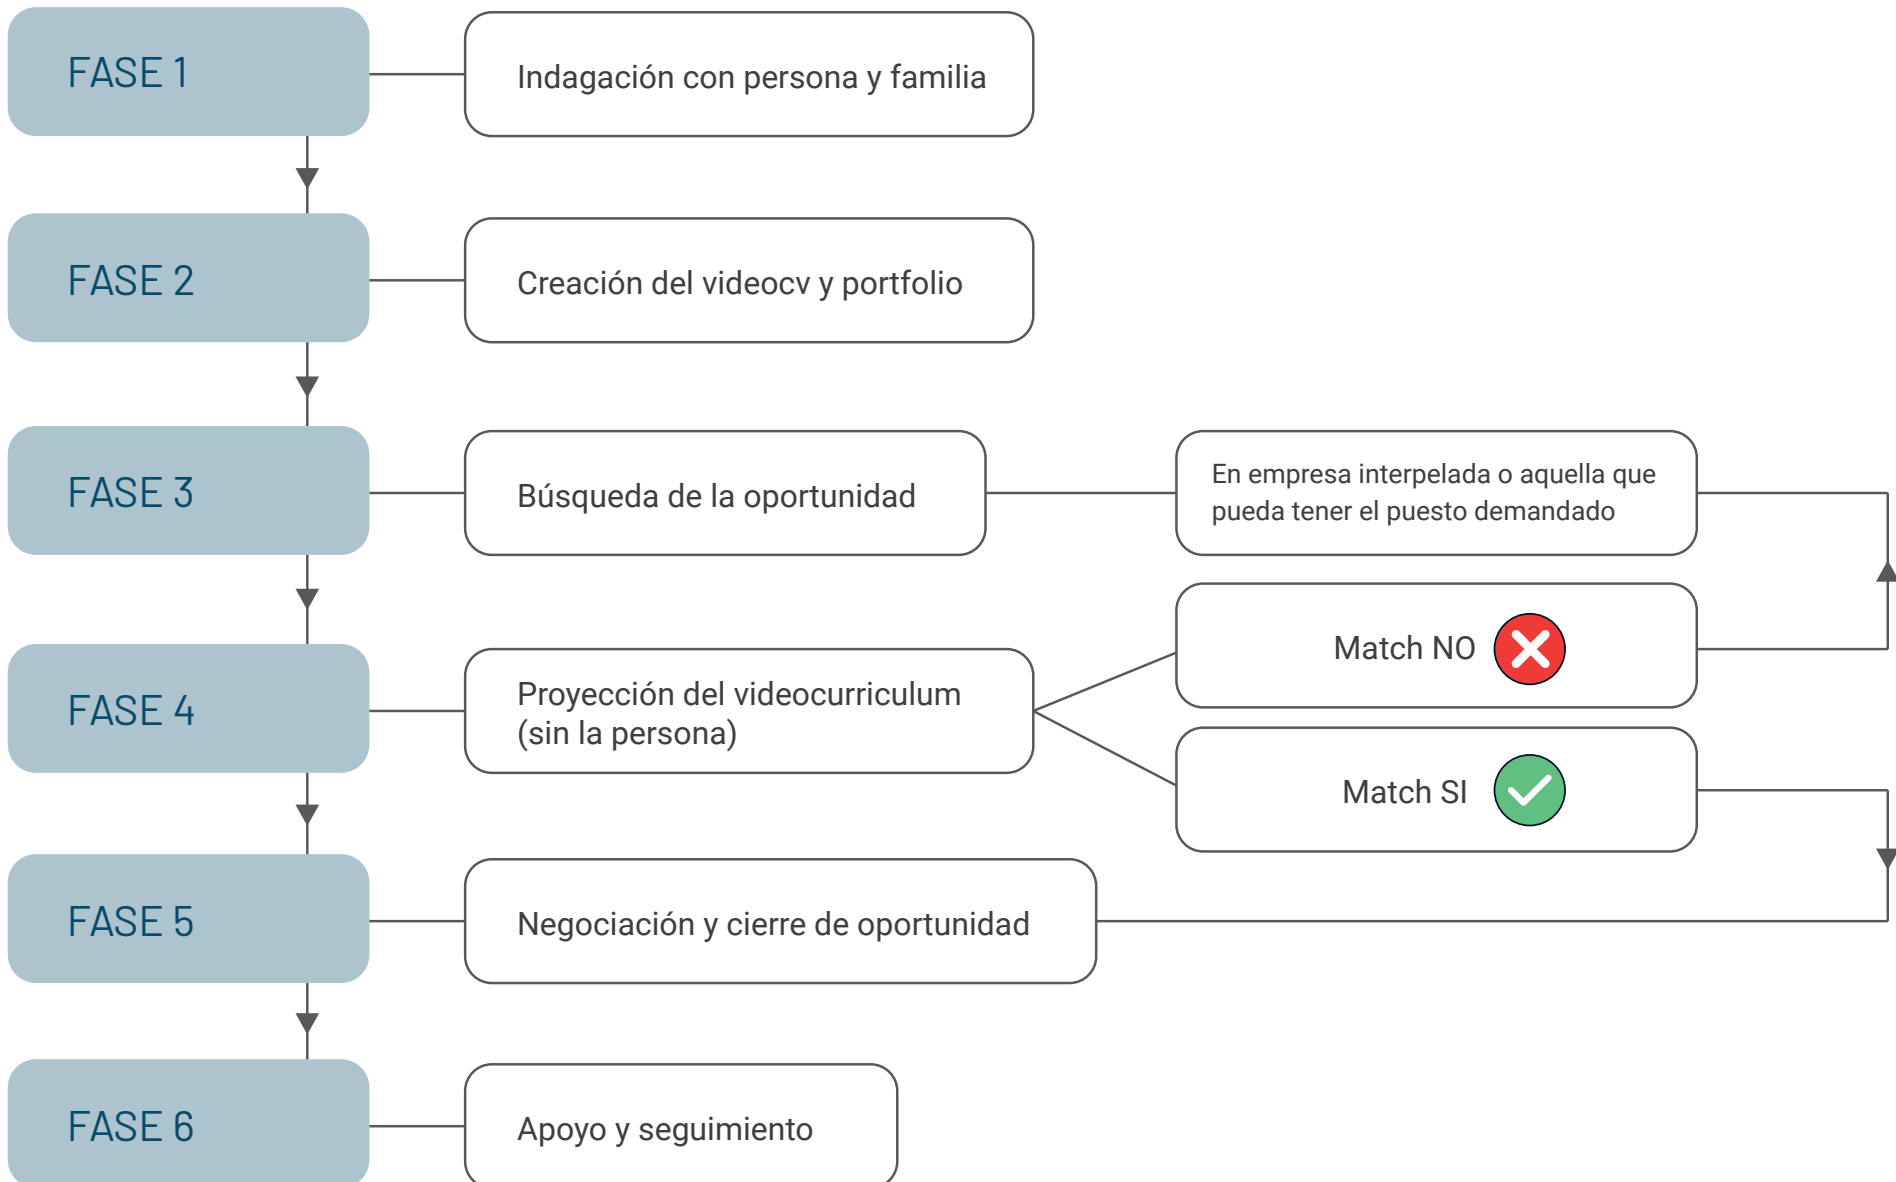 FASE 1
Indagación con persona y familia
FASE 2
Creación del videocv y portfolio
FASE 3
Búsqueda de la oportunidad
En empresa interpelada o aquella que
pueda tener el puesto demandado
FASE 4
Proyección del videocurriculum
(sin la persona)
Match NO
Match SI
FASE 5
Negociación y cierre de oportunidad
FASE 6
Apoyo y seguimiento